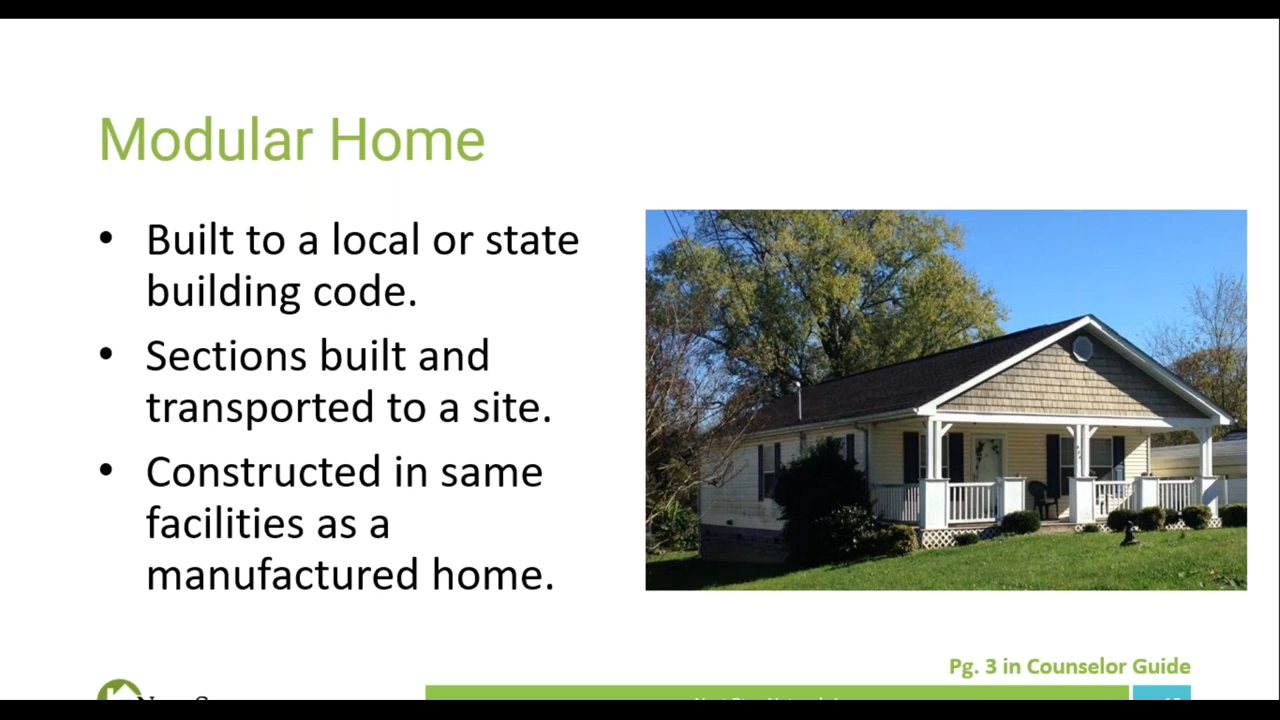 Modular Home
• Built to a local or state
building code.
• Sections built and
transported to a site.
• Constructed in same
facilities as a
manufactured home.
Pg. 3 in Counselor Guide